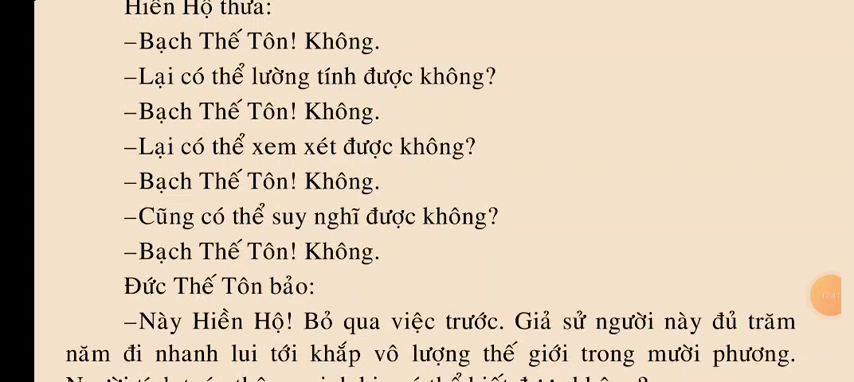 Hiền Hộ thưa:
–Bạch Thế Tôn! Không.
–Lại có thể lường tính được không?
–Bạch Thế Tôn! Không.
–Lại có thể xem xét được không?
–Bạch Thế Tôn! Không.
–Cũng có thể suy nghĩ được không?
–Bạch Thế Tôn! Không.
Đức Thế Tôn bảo:
–Này Hiền Hộ! Bỏ qua việc trước. Giả sử người này đủ trăm
năm đi nhanh lui tới khắp vô lượng thế giới trong mười phương.